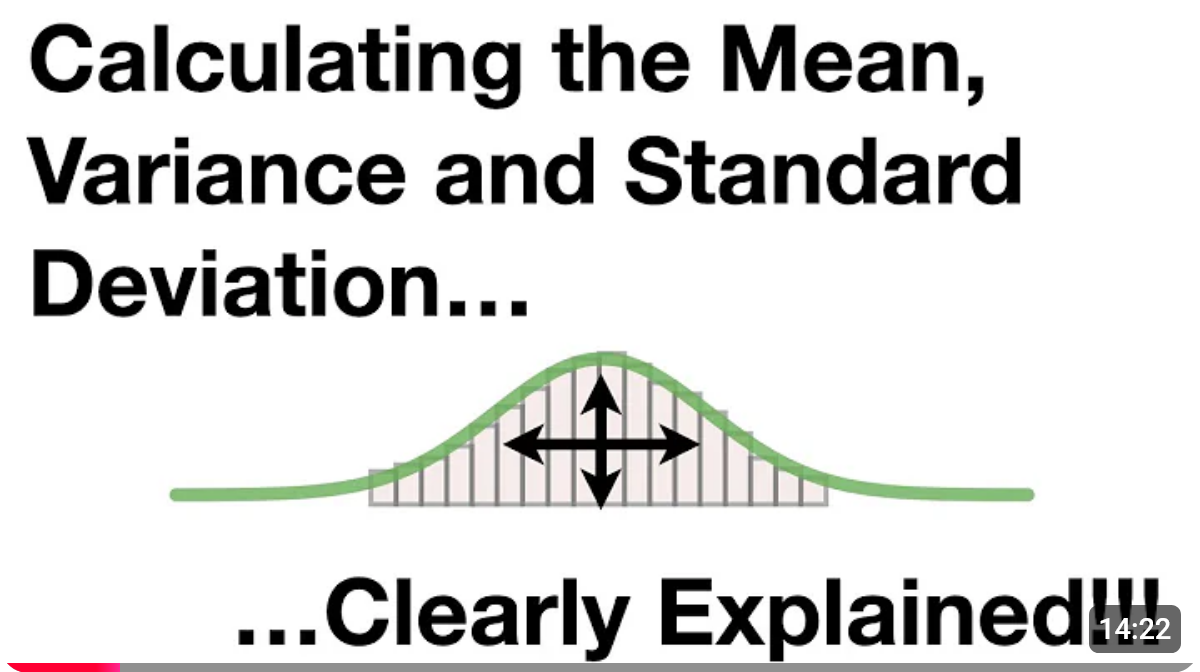 Calculating the Mean,
Variance and Standard
Deviation...
...Clearly Explained!!!
14:22